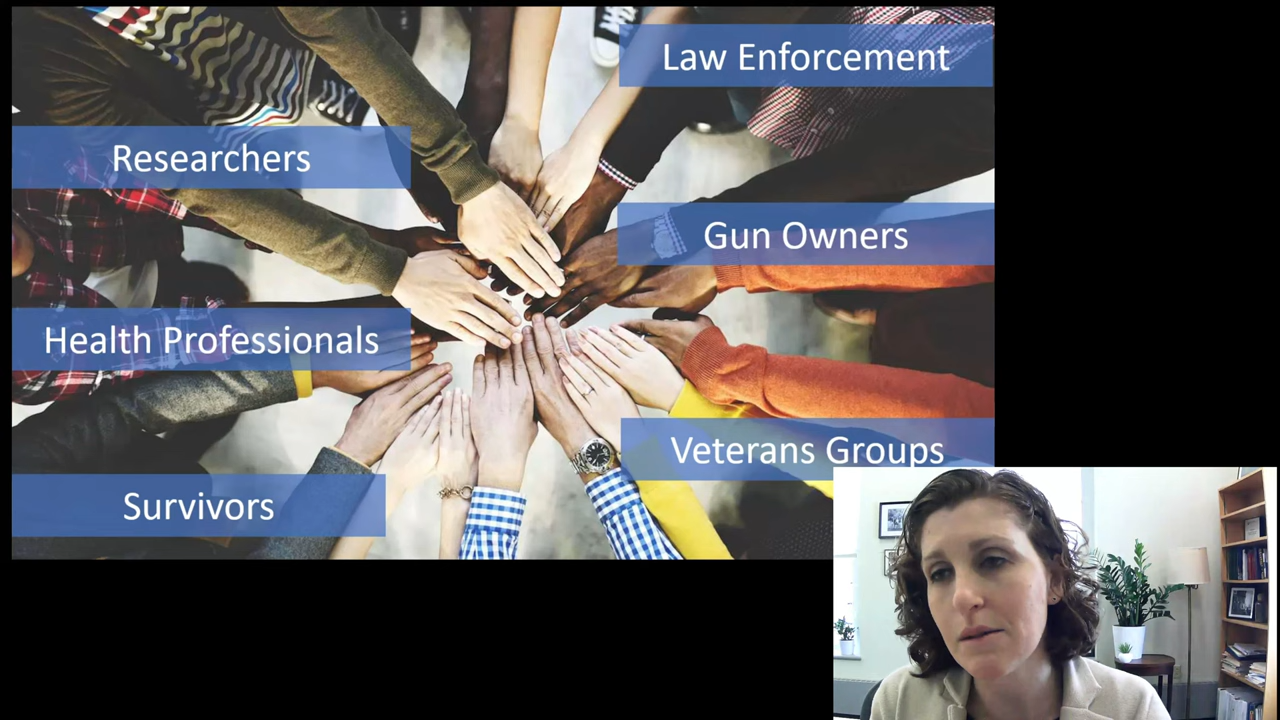 Law Enforcement
Researchers
Gun Owners
Health Professionals
Veterans Groups
Survivors